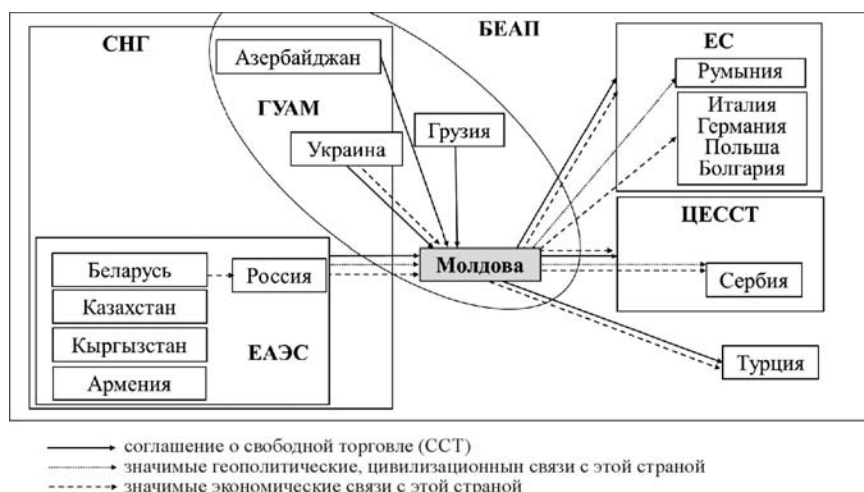 СНГ
БЕАП
ЕС
Азербайджан
Румыния
ГУАМ
Италия
Германия
Польша
Болгария
Грузия
Украина
ЦЕССТ
Молдова
Беларусь
Россия
Сербия
Казахстан
Кыргызстан
ЕАЭС
Армения
Турция
соглашение о свободной торговле (ССТ)
значимые геополитические, цивилизационнын связи с этой страной
значимые экономические связи с этой страной